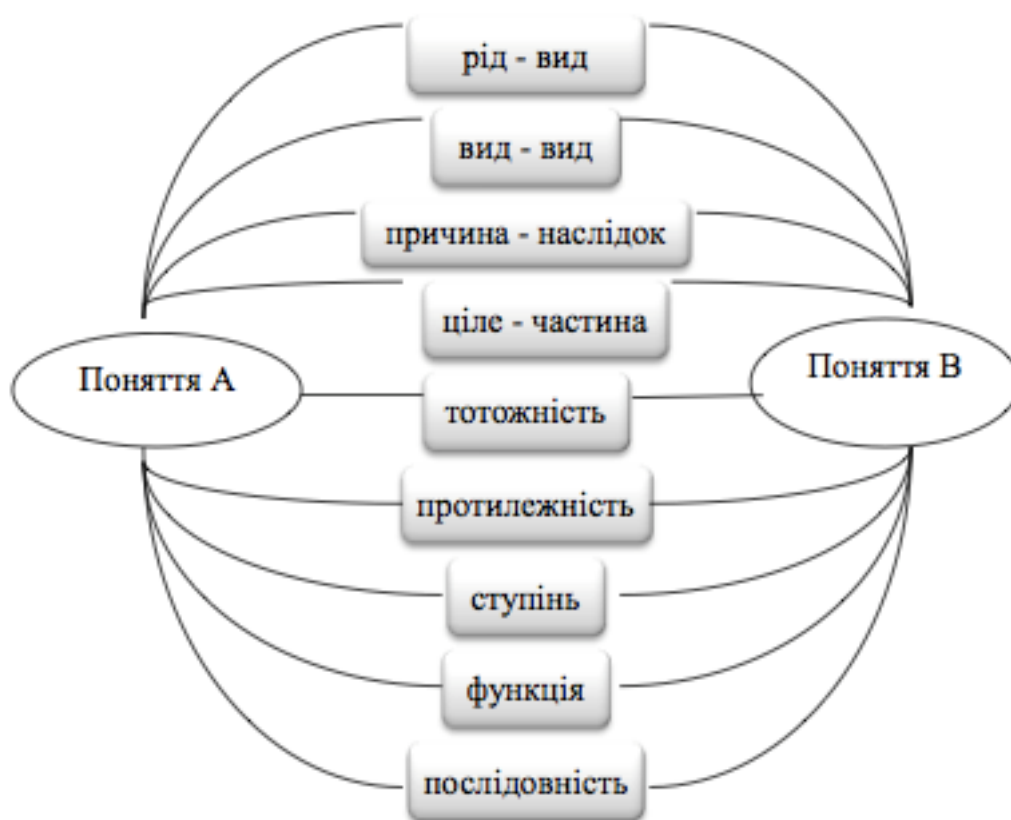 рід - вид
вид - вид
причина - наслідок
ціле - частина
Поняття А
Поняття В
тотожність
протилежність
ступінь
функція
послідовність